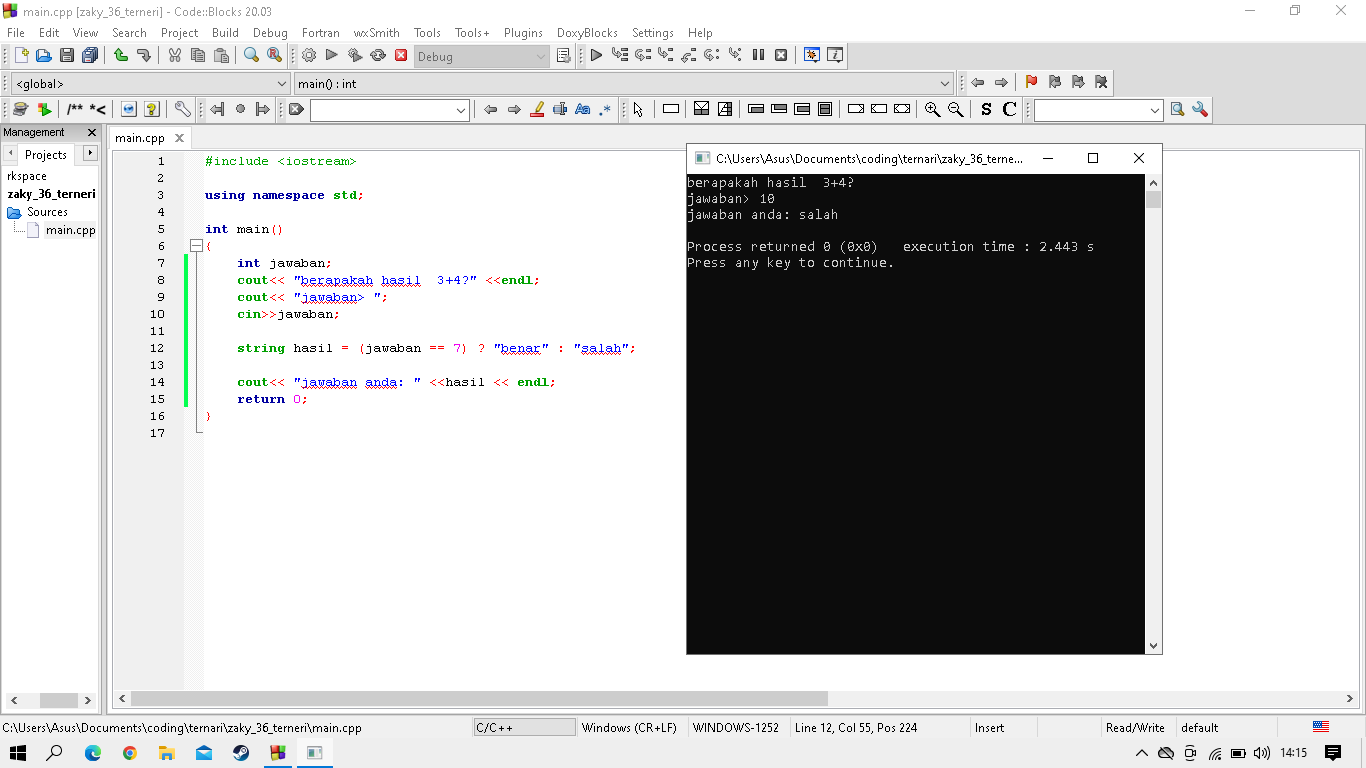 main.cpp [zaky_36_terneri] - Code::Blocks 20.03
File Edit View Search Project Build Debug Fortran wxSmith Tools Tools+ Plugins DoxyBlocks Settings Help
Debug
<global> main() : int
/** *< Aa .* S C
Management
Projects
rkspace
zaky_36_terneri
Sources
main.cpp
main.cpp
1 #include <iostream>
2
3 using namespace std;
4
5 int main()
6 {
7 int jawaban;
8 cout<< "berapakah hasil  3+4?" <<endl;
9 cout<< "jawaban> ";
10 cin>>jawaban;
11
12 string hasil = (jawaban == 7) ? "benar" : "salah";
13
14 cout<< "jawaban anda: " <<hasil << endl;
15 return 0;
16 }
17
C:\Users\Asus\Documents\coding\ternari\zaky_36_terne...
berapakah hasil  3+4?
jawaban> 10
jawaban anda: salah
Process returned 0 (0x0)   execution time : 2.443 s
Press any key to continue.
C:\Users\Asus\Documents\coding\ternari\zaky_36_terneri\main.cpp C/C++ Windows (CR+LF) WINDOWS-1252 Line 12, Col 55, Pos 224 Insert Read/Write default
14:15